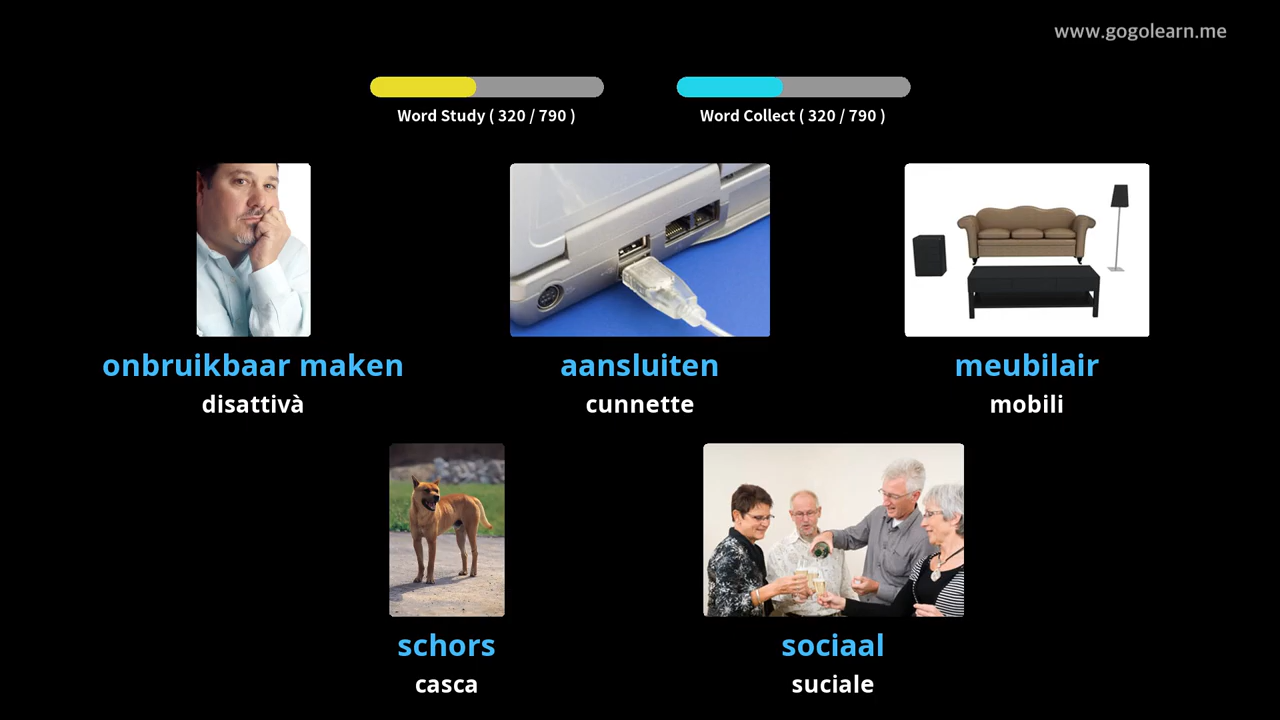 www.gogolearn.me
Word Study ( 320 / 790 )
Word Collect ( 320 / 790 )
onbruikbaar maken
disattivà
aansluiten
cunnette
meubilair
mobili
schors
casca
sociaal
suciale